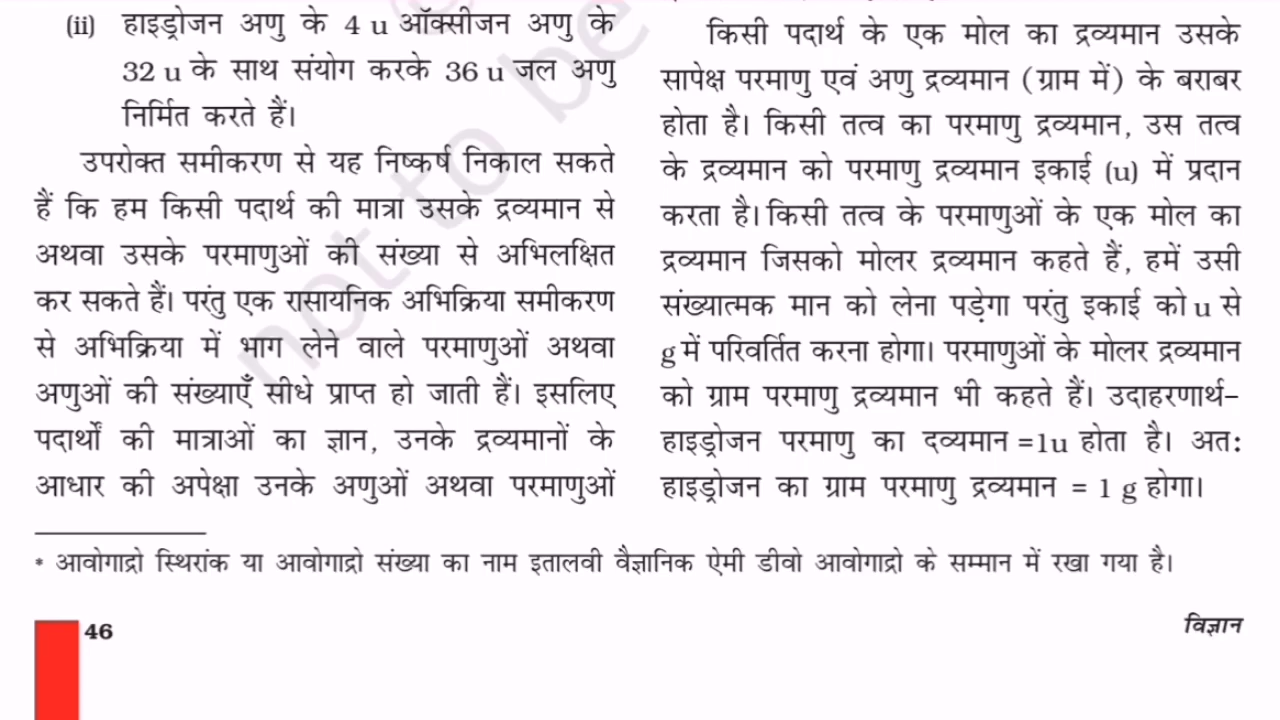 (ii) हाइड्रोजन अणु के 4 u ऑक्सीजन अणु के
32 u के साथ संयोग करके 36 u जल अणु
निर्मित करते हैं।
उपरोक्त समीकरण से यह निष्कर्ष निकाल सकते
हैं कि हम किसी पदार्थ की मात्रा उसके द्रव्यमान से
अथवा उसके परमाणुओं की संख्या से अभिलक्षित
कर सकते हैं। परंतु एक रासायनिक अभिक्रिया समीकरण
से अभिक्रिया में भाग लेने वाले परमाणुओं अथवा
अणुओं की संख्याएँ सीधे प्राप्त हो जाती हैं। इसलिए
पदार्थों की मात्राओं का ज्ञान, उनके द्रव्यमानों के
आधार की अपेक्षा उनके अणुओं अथवा परमाणुओं
किसी पदार्थ के एक मोल का द्रव्यमान उसके
सापेक्ष परमाणु एवं अणु द्रव्यमान (ग्राम में) के बराबर
होता है। किसी तत्व का परमाणु द्रव्यमान, उस तत्व
के द्रव्यमान को परमाणु द्रव्यमान इकाई (u) में प्रदान
करता है। किसी तत्व के परमाणुओं के एक मोल का
द्रव्यमान जिसको मोलर द्रव्यमान कहते हैं, हमें उसी
संख्यात्मक मान को लेना पड़ेगा परंतु इकाई को u से
g में परिवर्तित करना होगा। परमाणुओं के मोलर द्रव्यमान
को ग्राम परमाणु द्रव्यमान भी कहते हैं। उदाहरणार्थ–
हाइड्रोजन परमाणु का दव्यमान =1u होता है। अत:
हाइड्रोजन का ग्राम परमाणु द्रव्यमान = 1 g होगा।
* आवोगाद्रो स्थिरांक या आवोगाद्रो संख्या का नाम इतालवी वैज्ञानिक ऐमी डीवो आवोगाद्रो के सम्मान में रखा गया है।
46
विज्ञान
not to be